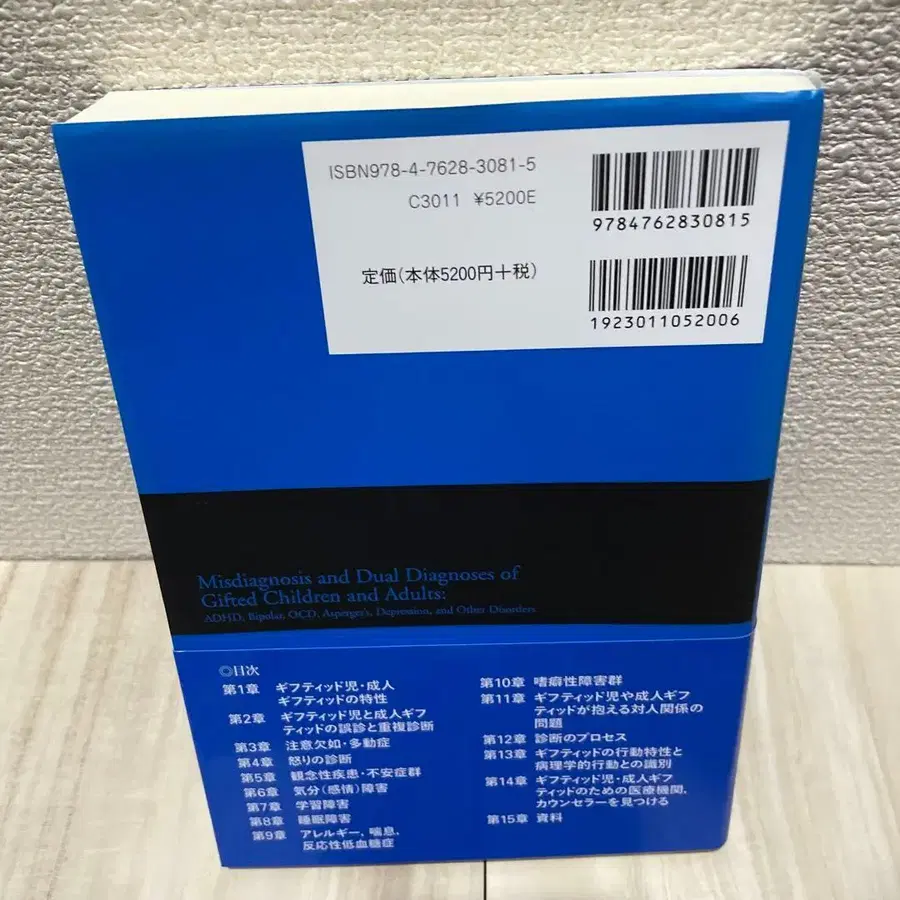 ISBN978-4-7628-3081-5
C3011 ¥5200E
定価(本体5200円+税)
9784762830815
1923011052006
Misdiagnosis and Dual Diagnoses of
Gifted Children and Adults:
ADHD, Bipolar, OCD, Asperger's, Depression, and Other Disorders
◎目次
第1章 ギフティッド児・成人
ギフティッドの特性
第2章 ギフティッド児と成人ギフ
ティッドの誤診と重複診断
第3章 注意欠如・多動症
第4章 怒りの診断
第5章 観念性疾患・不安症群
第6章 気分(感情)障害
第7章 学習障害
第8章 睡眠障害
第9章 アレルギー,喘息,
反応性低血糖症
第10章 嗜癖性障害群
第11章 ギフティッド児や成人ギフ
ティッドが抱える対人関係の
問題
第12章 診断のプロセス
第13章 ギフティッドの行動特性と
病理学的行動との識別
第14章 ギフティッド児・成人ギフ
ティッドのための医療機関,
カウンセラーを見つける
第15章 資料